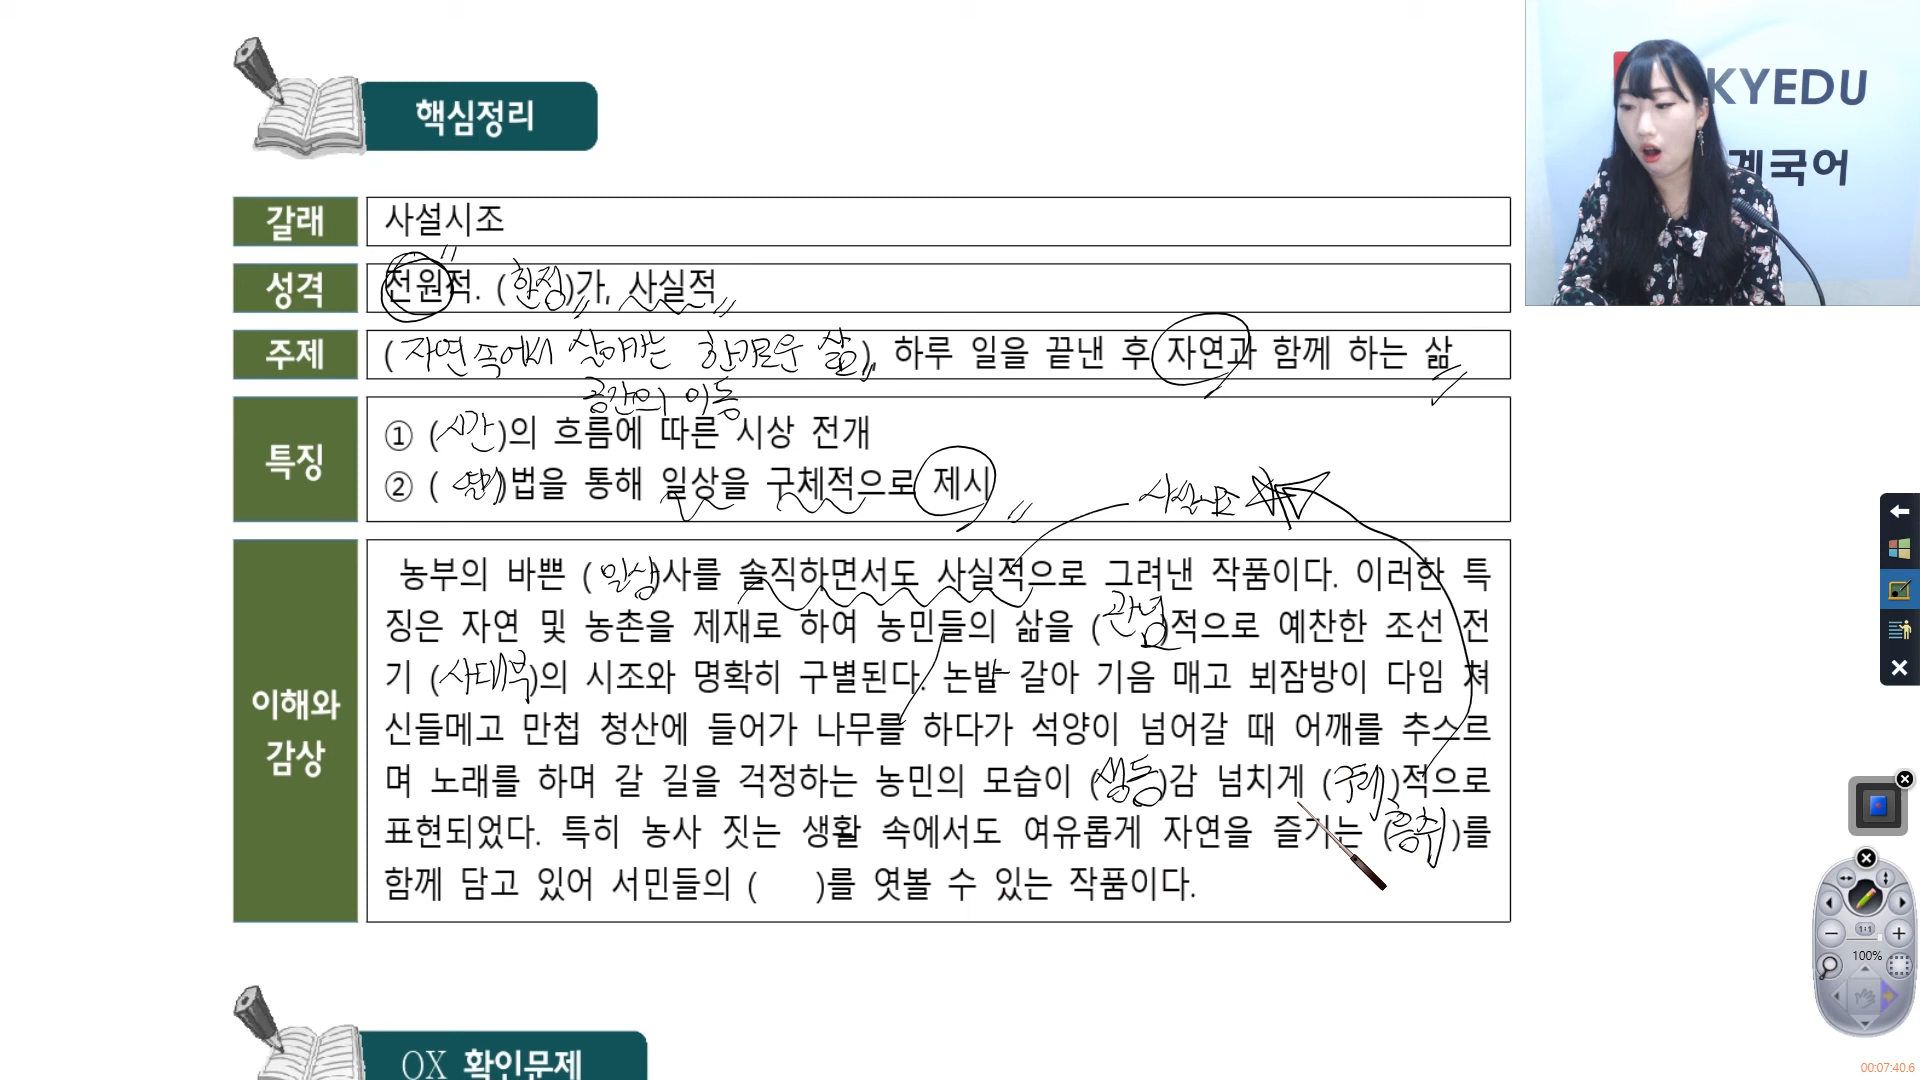 핵심정리
KYEDU
계국어
갈래 사설시조
성격 전원적. (한정)가, 사실적
주제 (자연 속에서 살아가는 한가로운 삶), 하루 일을 끝낸 후 자연과 함께 하는 삶
공간의 이동
특징 ① (시간)의 흐름에 따른 시상 전개
② (열거)법을 통해 일상을 구체적으로 제시
사설시조
이해와 감상
농부의 바쁜 (일상)사를 솔직하면서도 사실적으로 그려낸 작품이다. 이러한 특
징은 자연 및 농촌을 제재로 하여 농민들의 삶을 (관념)적으로 예찬한 조선 전
기 (사대부)의 시조와 명확히 구별된다. 논밭 갈아 기음 매고 뵈잠방이 다임 쳐
신들메고 만첩 청산에 들어가 나무를 하다가 석양이 넘어갈 때 어깨를 추스르
며 노래를 하며 갈 길을 걱정하는 농민의 모습이 (생동)감 넘치게 (구체)적으로
표현되었다. 특히 농사 짓는 생활 속에서도 여유롭게 자연을 즐기는 (흥취)를
함께 담고 있어 서민들의 ( )를 엿볼 수 있는 작품이다.
OX 확인문제
1:1
100%
00:07:40.6